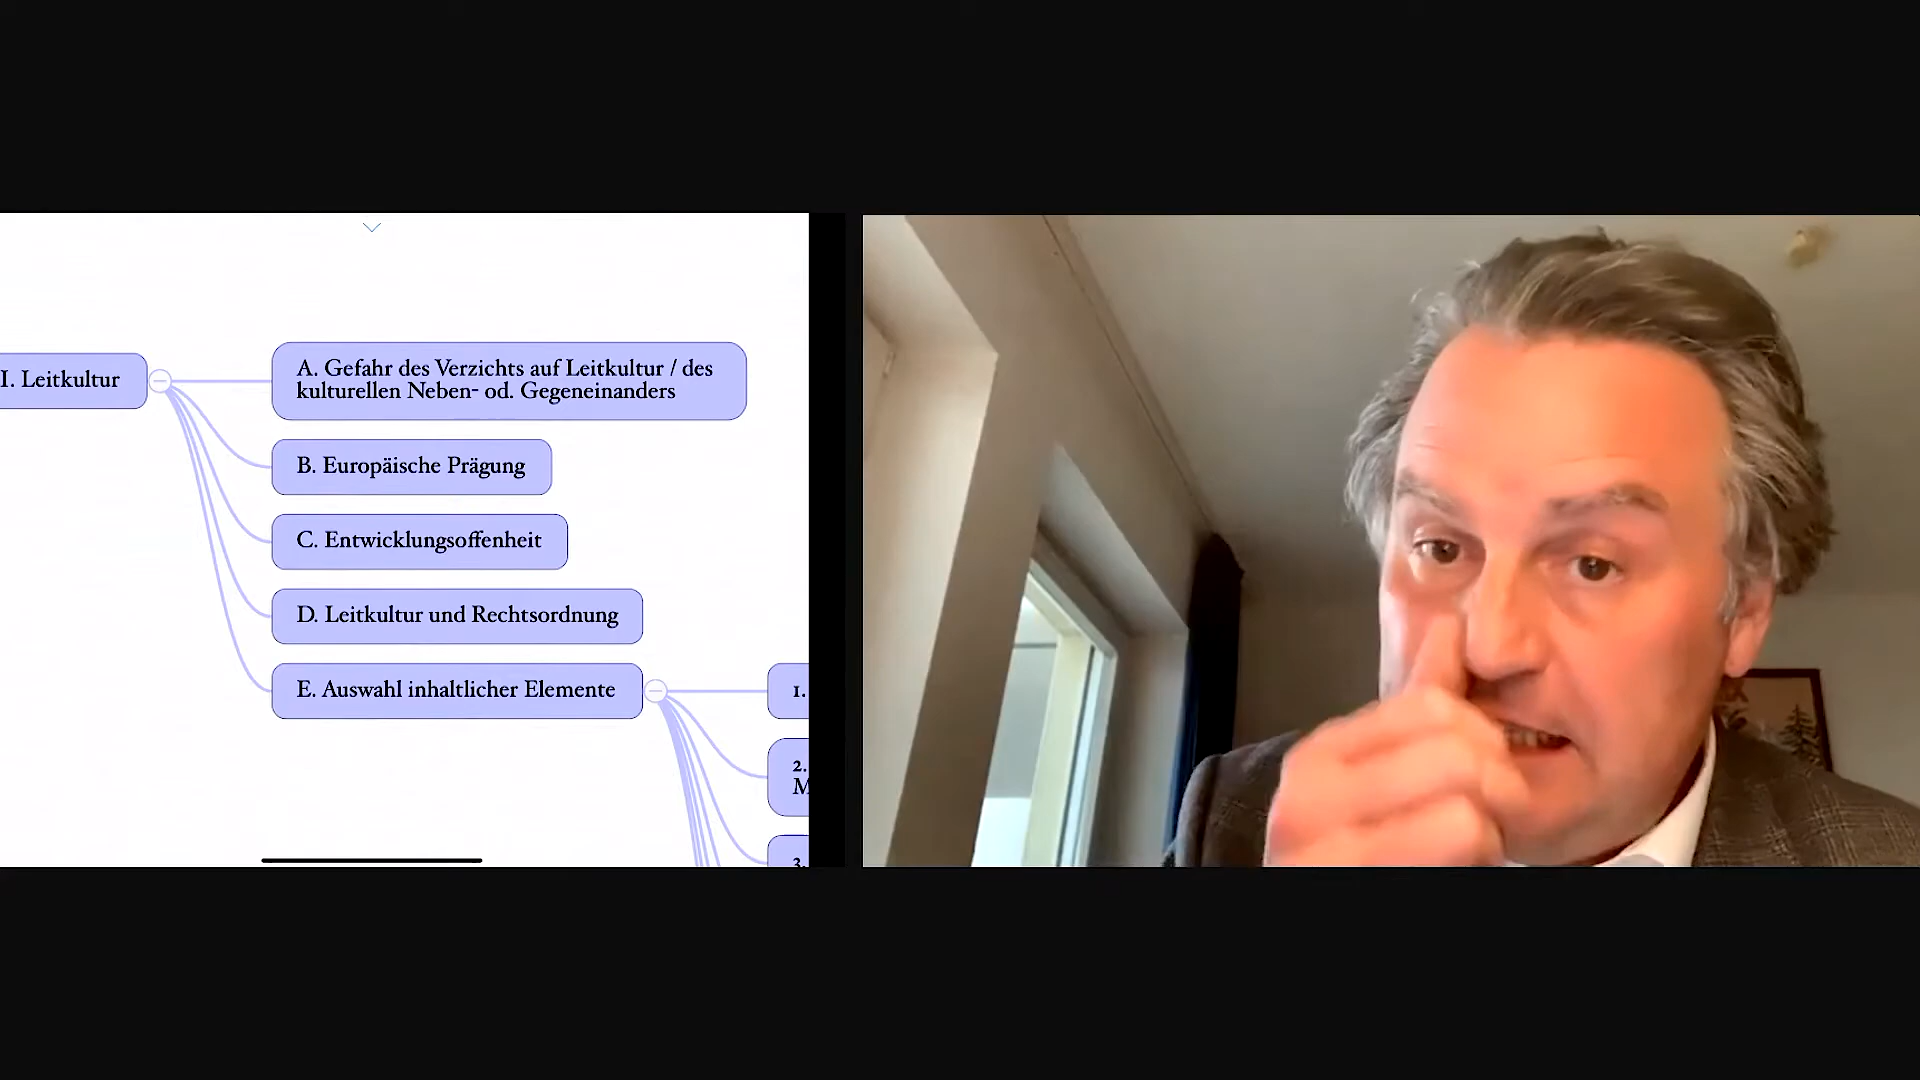 I. Leitkultur
A. Gefahr des Verzichts auf Leitkultur / des
kulturellen Neben- od. Gegeneinanders
B. Europäische Prägung
C. Entwicklungsoffenheit
D. Leitkultur und Rechtsordnung
E. Auswahl inhaltlicher Elemente
1.
2.
M
3.